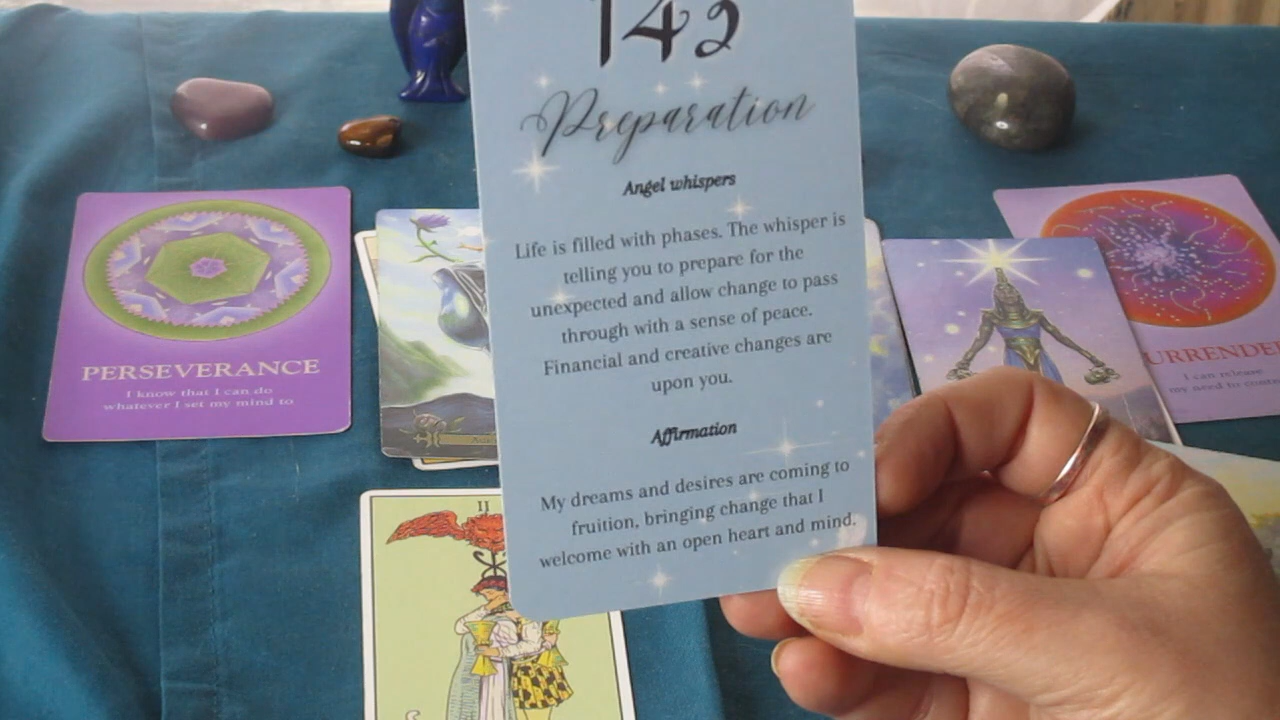 Preparation
Angel whispers
Life is filled with phases. The whisper is
telling you to prepare for the
unexpected and allow change to pass
through with a sense of peace.
Financial and creative changes are
upon you.
Affirmation
My dreams and desires are coming to
fruition, bringing change that I
welcome with an open heart and mind.
PERSEVERANCE
I know that I can do
whatever I set my mind to
II
URRENDE
I can release
my need to